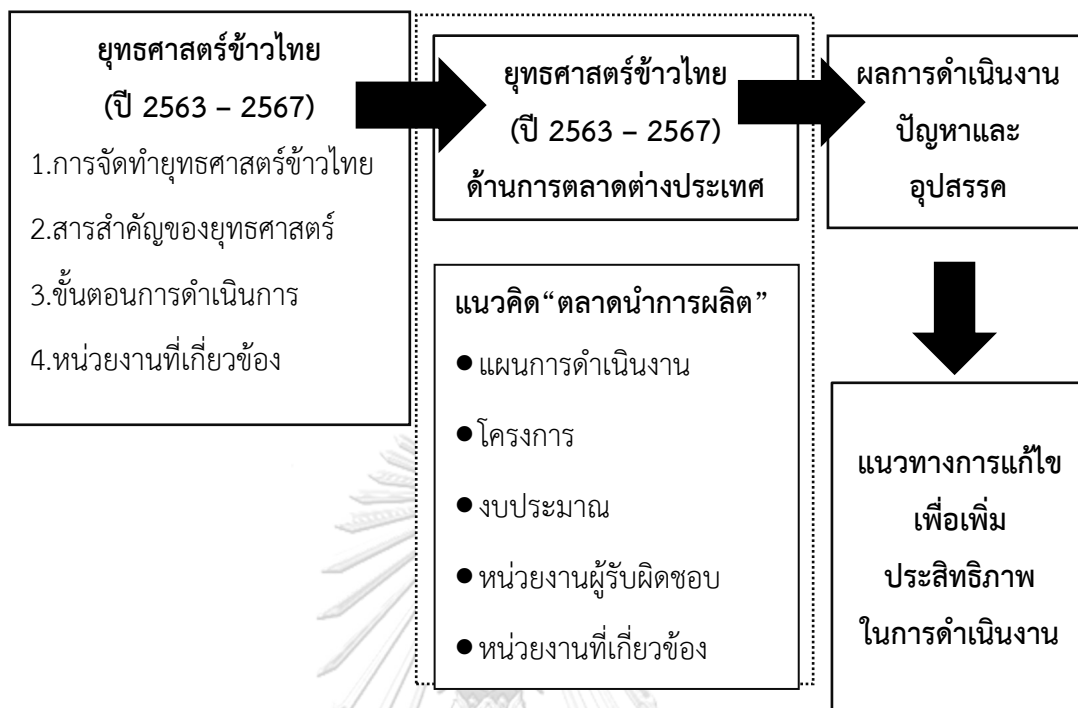 ยุทธศาสตร์ข้าวไทย
(ปี 2563 – 2567)
1.การจัดทำยุทธศาสตร์ข้าวไทย
2.สารสำคัญของยุทธศาสตร์
3.ขั้นตอนการดำเนินการ
4.หน่วยงานที่เกี่ยวข้อง
ยุทธศาสตร์ข้าวไทย
(ปี 2563 – 2567)
ด้านการตลาดต่างประเทศ
แนวคิด“ตลาดนำการผลิต”
● แผนการดำเนินงาน
● โครงการ
● งบประมาณ
● หน่วยงานผู้รับผิดชอบ
● หน่วยงานที่เกี่ยวข้อง
ผลการดำเนินงาน
ปัญหาและ
อุปสรรค
แนวทางการแก้ไข
เพื่อเพิ่ม
ประสิทธิภาพ
ในการดำเนินงาน